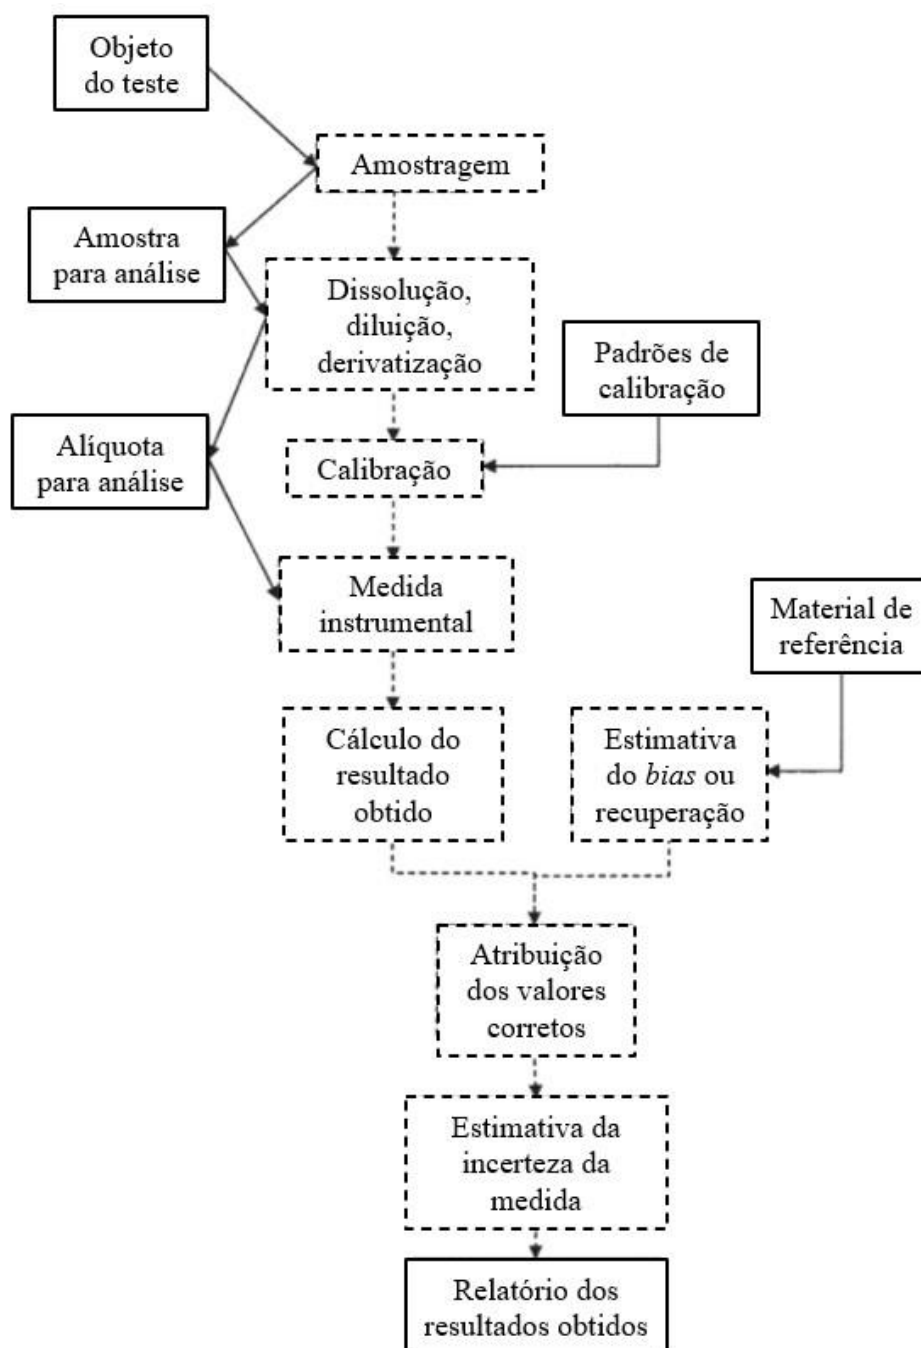 Objeto
do teste
Amostragem
Amostra
para análise
Dissolução,
diluição,
derivatização
Padrões de
calibração
Alíquota
para análise
Calibração
Medida
instrumental
Material de
referência
Cálculo do
resultado
obtido
Estimativa
do bias ou
recuperação
Atribuição
dos valores
corretos
Estimativa da
incerteza da
medida
Relatório dos
resultados obtidos